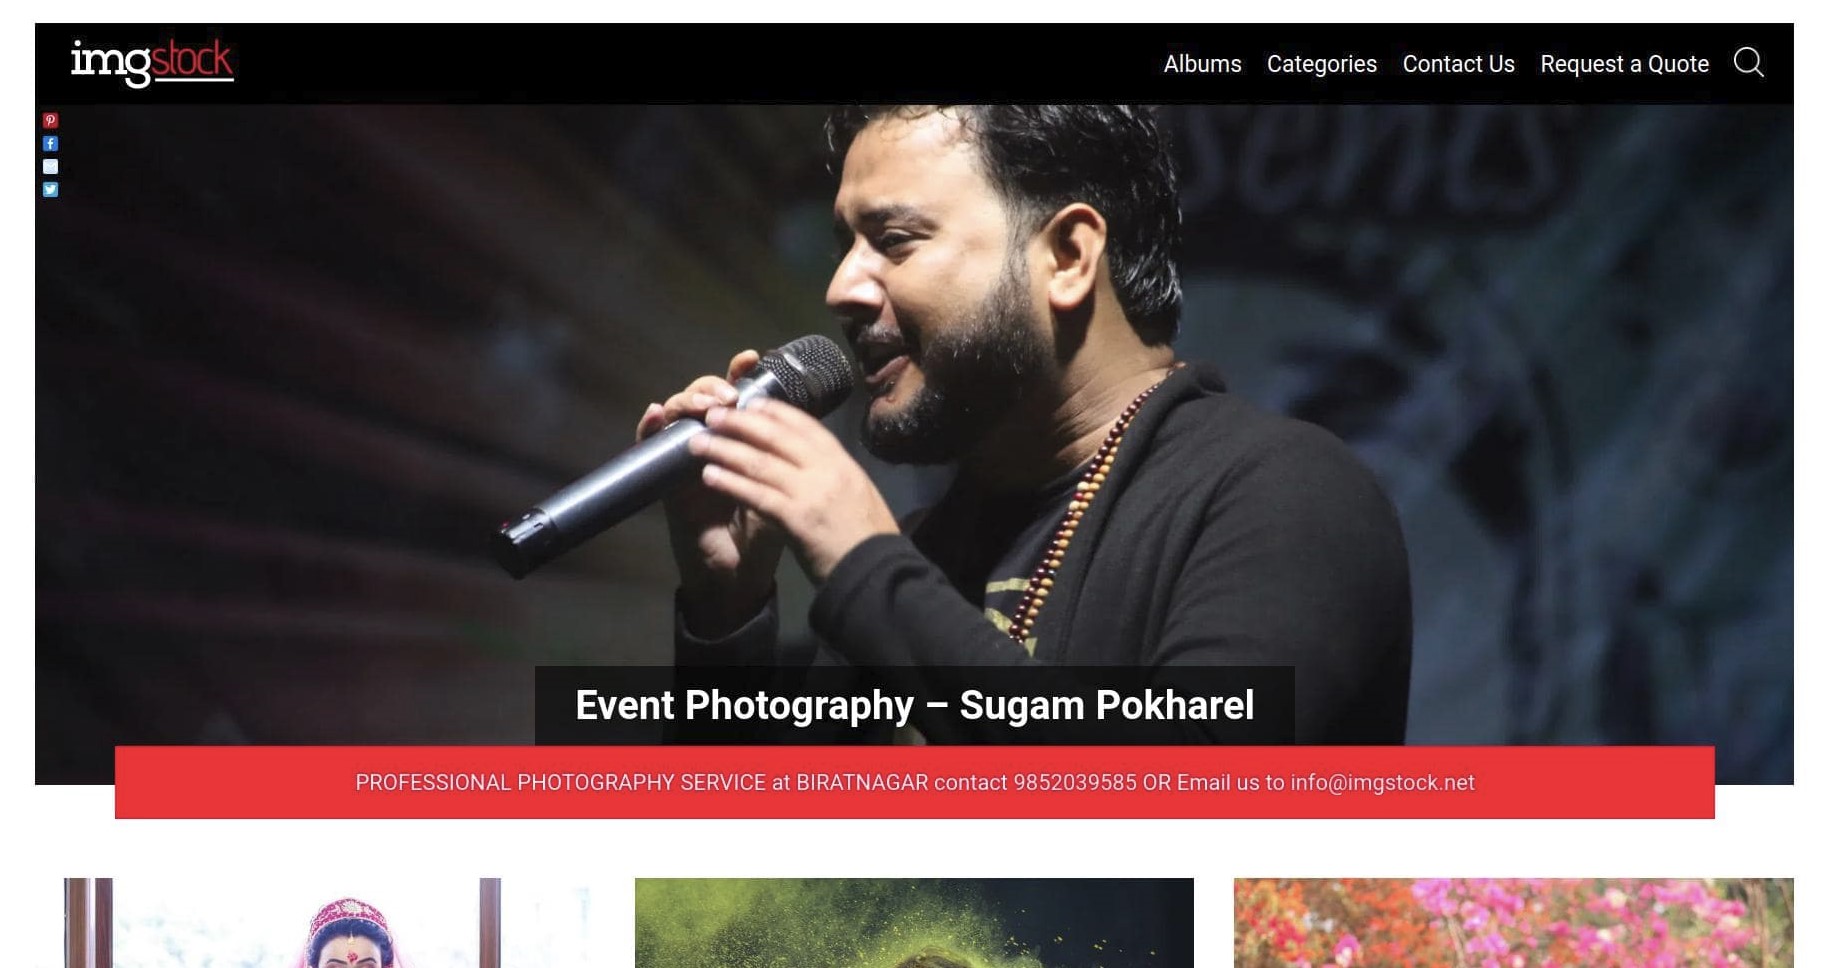 imgstock
Albums Categories Contact Us Request a Quote
sents
Event Photography – Sugam Pokharel
PROFESSIONAL PHOTOGRAPHY SERVICE at BIRATNAGAR contact 9852039585 OR Email us to info@imgstock.net